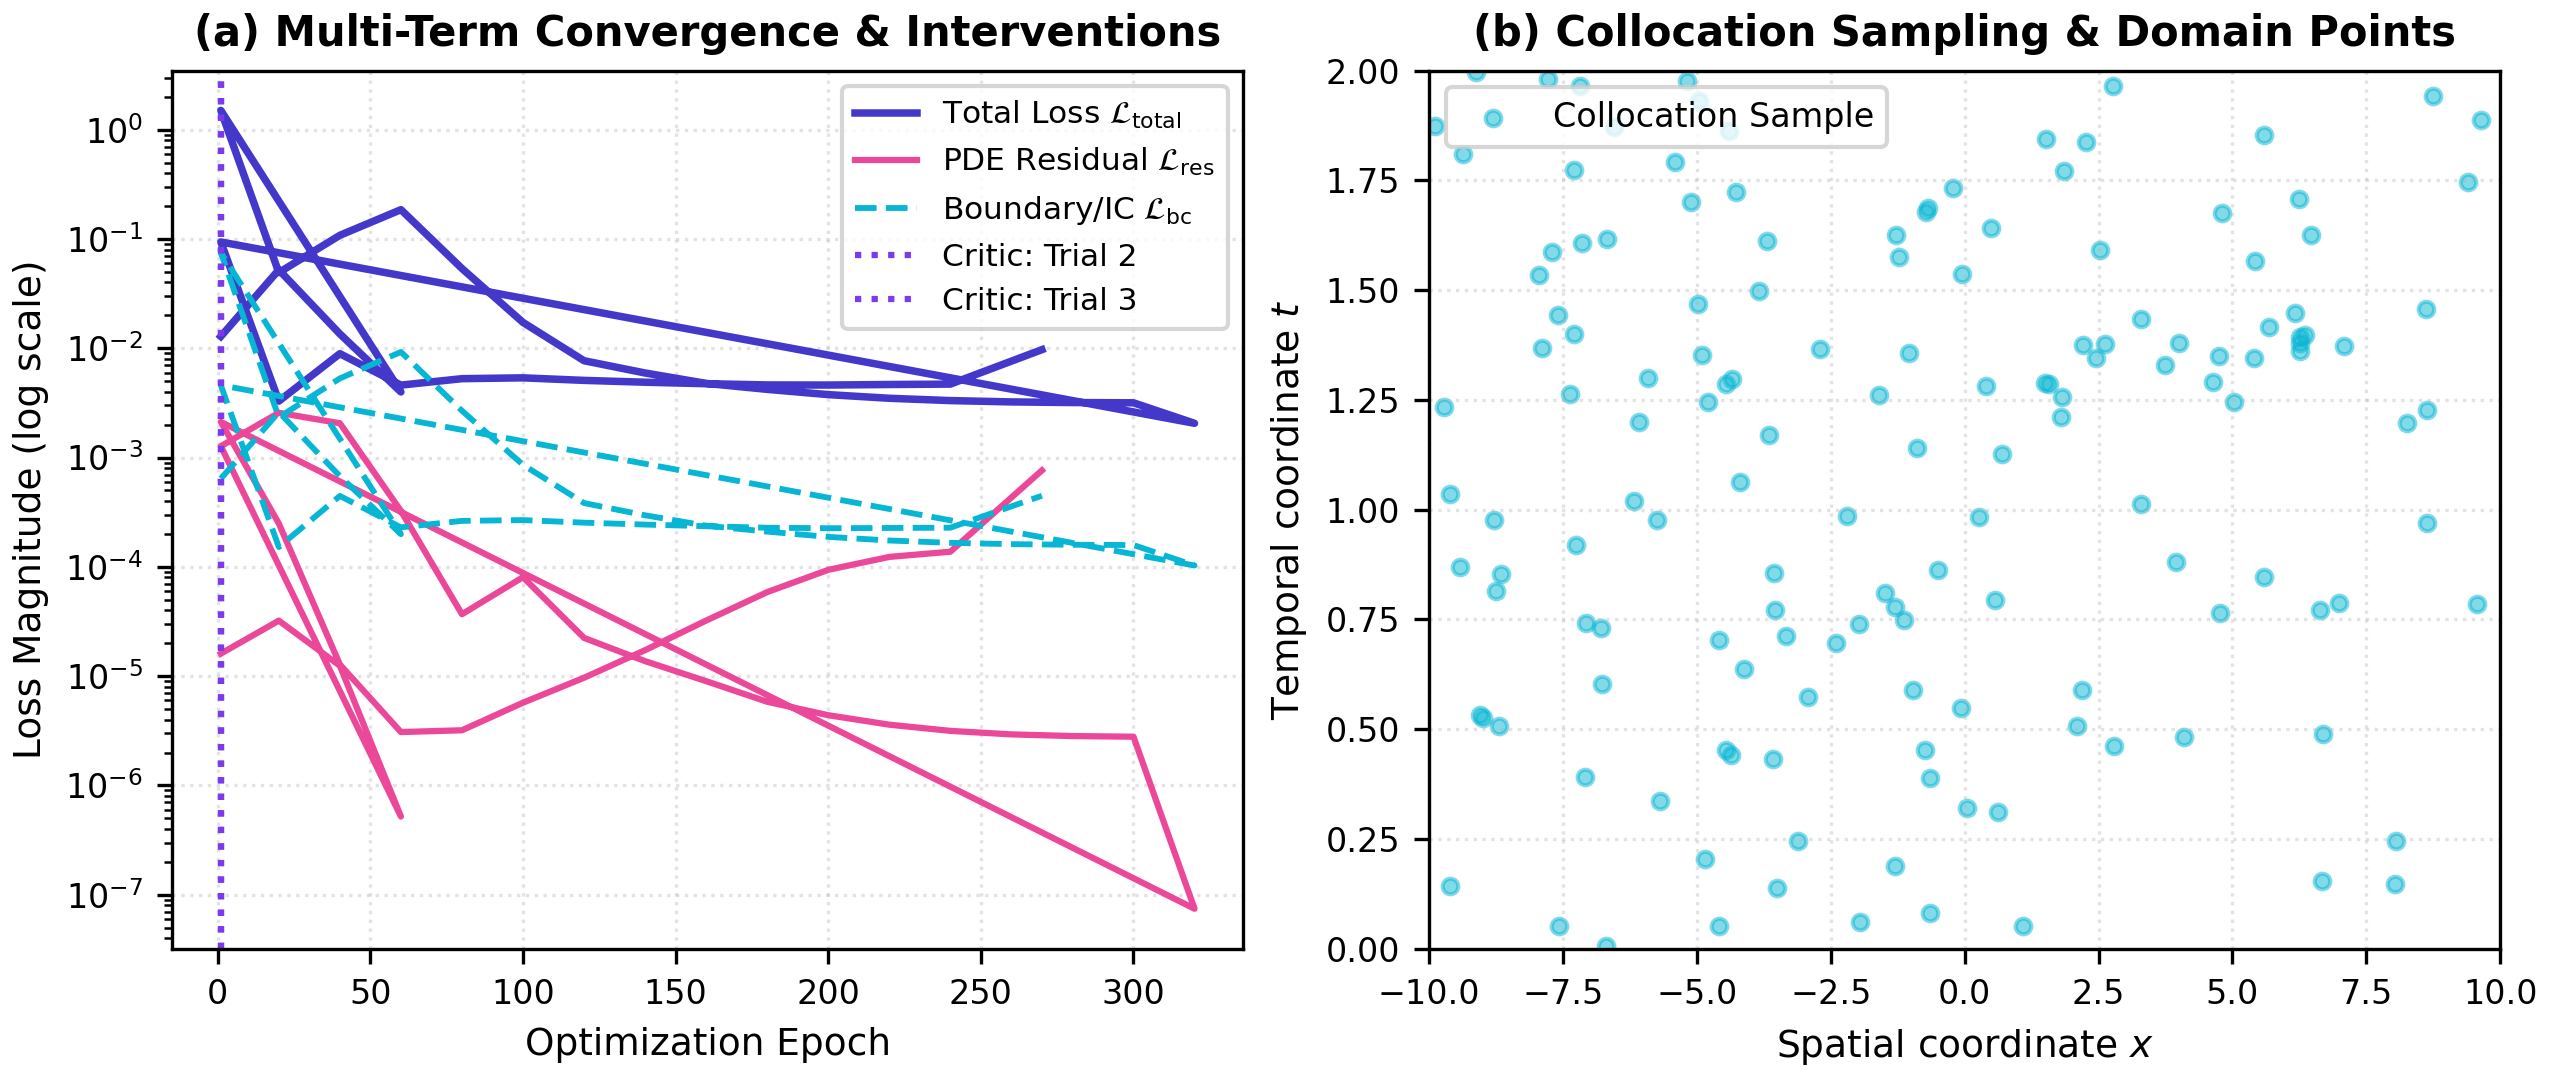 (a) Multi-Term Convergence & Interventions
Loss Magnitude (log scale)
10⁰
10⁻¹
10⁻²
10⁻³
10⁻⁴
10⁻⁵
10⁻⁶
10⁻⁷
Total Loss ℒ_total
PDE Residual ℒ_res
Boundary/IC ℒ_bc
Critic: Trial 2
Critic: Trial 3
0 50 100 150 200 250 300
Optimization Epoch
(b) Collocation Sampling & Domain Points
Temporal coordinate t
2.00
1.75
1.50
1.25
1.00
0.75
0.50
0.25
0.00
Collocation Sample
−10.0 −7.5 −5.0 −2.5 0.0 2.5 5.0 7.5 10.0
Spatial coordinate x